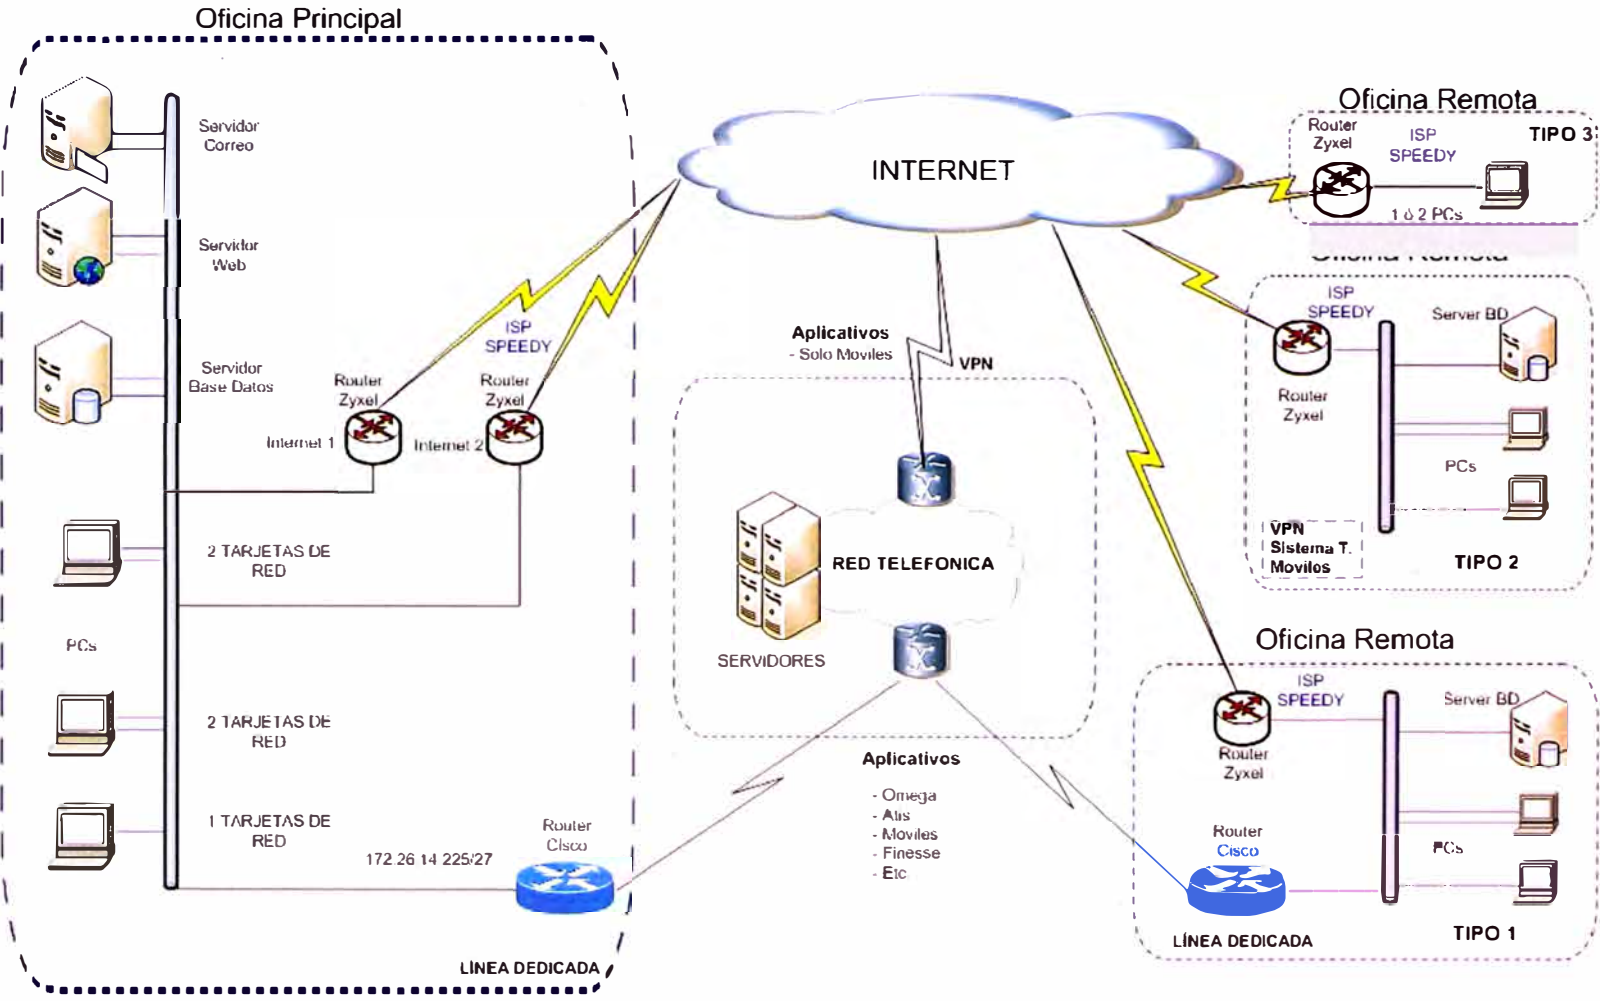 Oficina Principal
Servidor
Correo
Servidor
Web
Servidor
Base Datos
ISP
SPEEDY
Router
Zyxel
Router
Zyxel
Internet 1
Internet 2
2 TARJETAS DE
RED
PCs
2 TARJETAS DE
RED
1 TARJETAS DE
RED
172.26 14 225/27
Router
Cisco
LÍNEA DEDICADA
INTERNET
Aplicativos
- Solo Moviles
VPN
RED TELEFONICA
SERVIDORES
Aplicativos
- Omega
- Atis
- Moviles
- Finesse
- Etc
Oficina Remota
Router
Zyxel
ISP
SPEEDY
TIPO 3
1 ó 2 PCs
Oficina Remota
ISP
SPEEDY
Server BD
Router
Zyxel
PCs
VPN
Sistema T.
Moviles
TIPO 2
Oficina Remota
ISP
SPEEDY
Server BD
Router
Zyxel
Router
Cisco
PCs
LÍNEA DEDICADA
TIPO 1